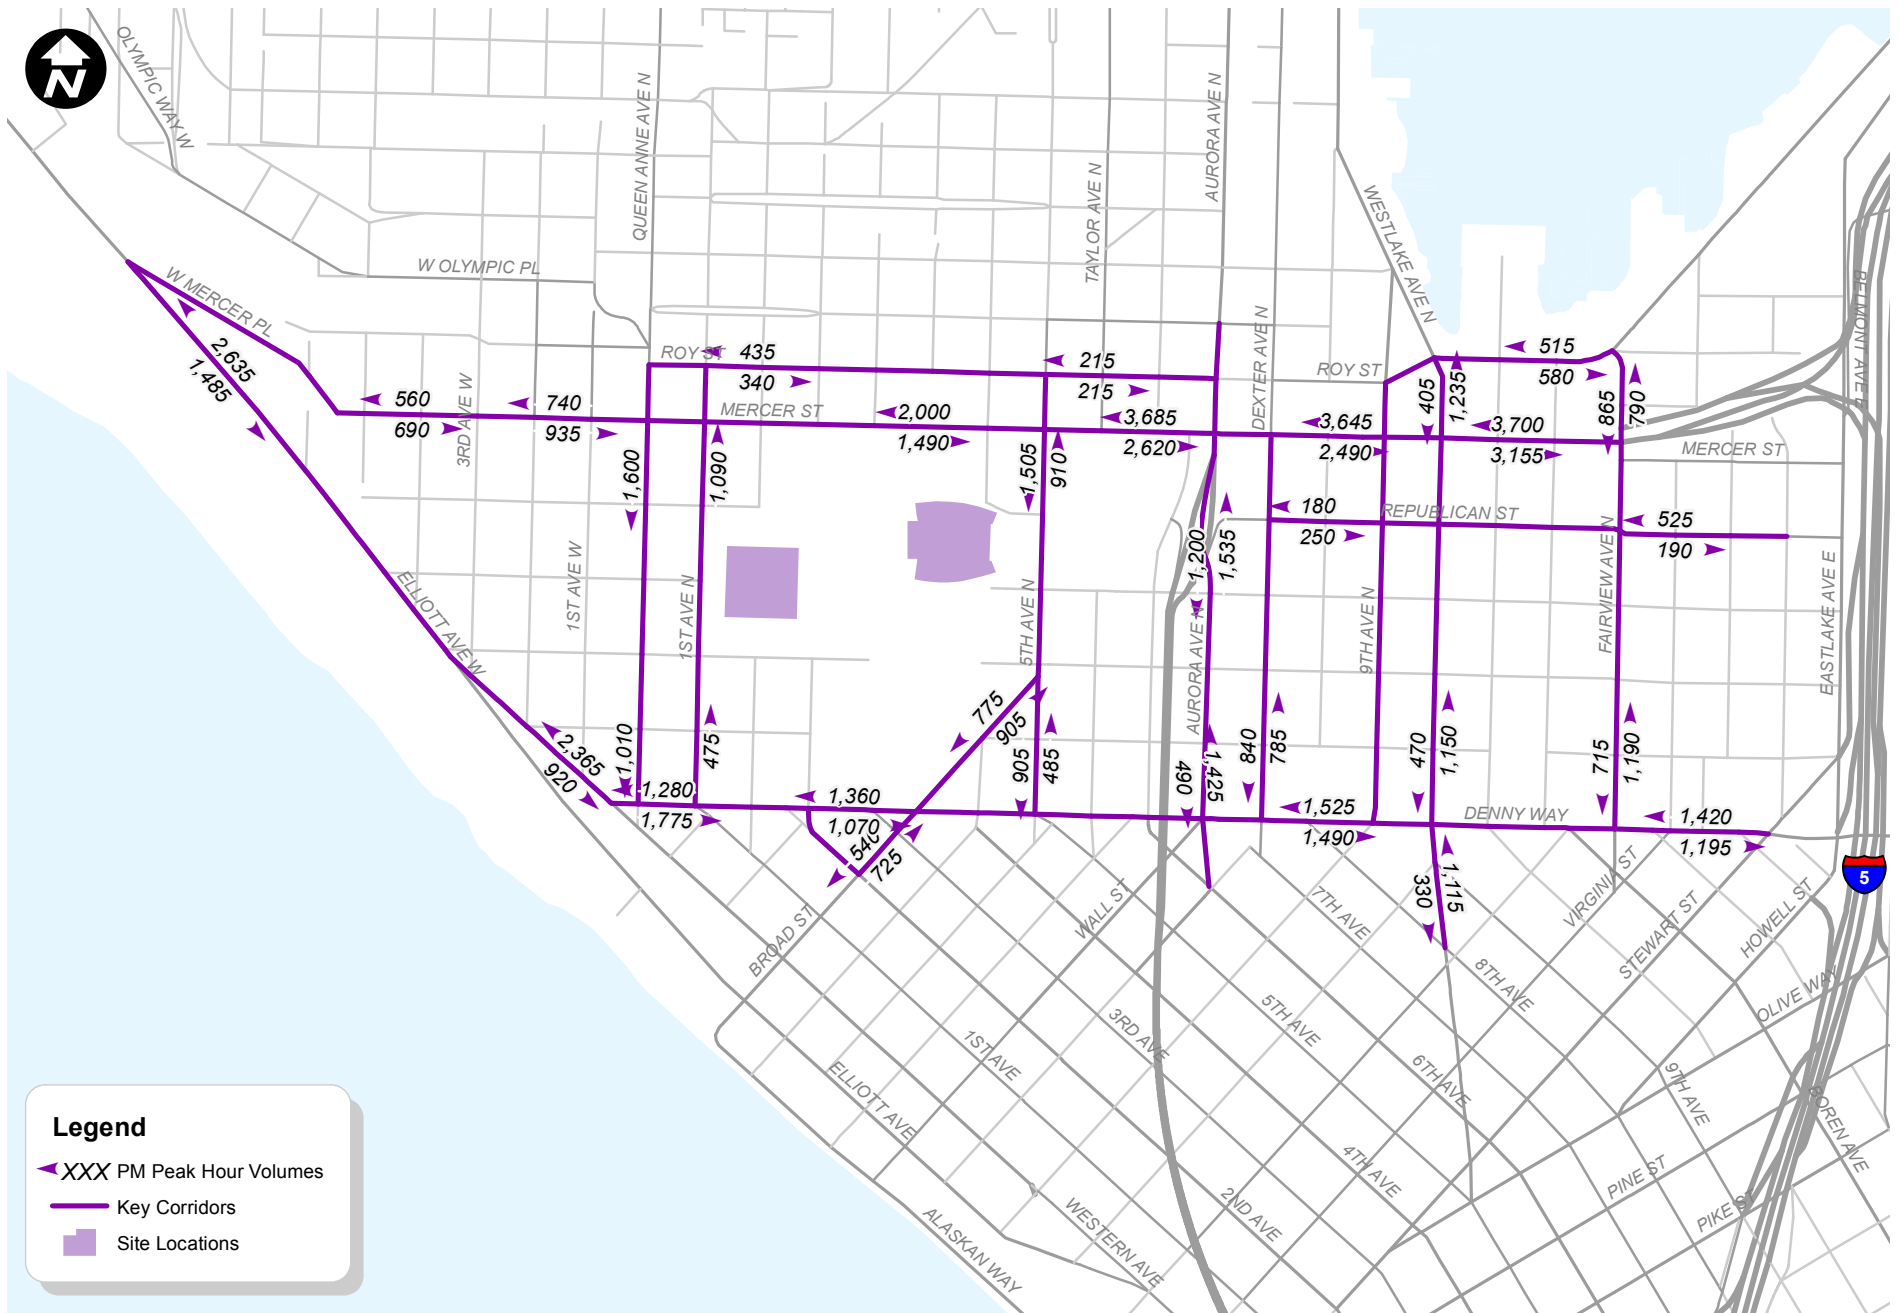 N
OLYMPIC WAY W
QUEEN ANNE AVE N
TAYLOR AVE N
AURORA AVE N
WESTLAKE AVE N
BELMONT AVE E
W OLYMPIC PL
W MERCER PL
3RD AVE W
DEXTER AVE N
ROY ST
435
340
215
215
ROY ST
515
580
2,635
1,485
560
690
740
935
MERCER ST
2,000
1,490
3,685
2,620
3,645
2,490
405
1,235
3,700
3,155
865
790
MERCER ST
1,600
1,090
1,505
910
180
250
REPUBLICAN ST
525
190
1,200
1,535
ELLIOTT AVE W
1ST AVE W
1ST AVE N
5TH AVE N
AURORA AVE N
9TH AVE N
FAIRVIEW AVE N
EASTLAKE AVE E
2,365
920
1,010
475
775
905
905
485
490
1,425
840
785
470
1,150
715
1,190
1,280
1,775
1,360
1,070
540
725
1,525
1,490
DENNY WAY
1,420
1,195
330
1,115
5
BROAD ST
WALL ST
7TH AVE
VIRGINIA ST
STEWART ST
HOWELL ST
8TH AVE
OLIVE WAY
1ST AVE
3RD AVE
5TH AVE
6TH AVE
9TH AVE
BOREN AVE
ELLIOTT AVE
4TH AVE
PINE ST
PIKE ST
2ND AVE
WESTERN AVE
ALASKAN WAY
Legend
XXX PM Peak Hour Volumes
Key Corridors
Site Locations